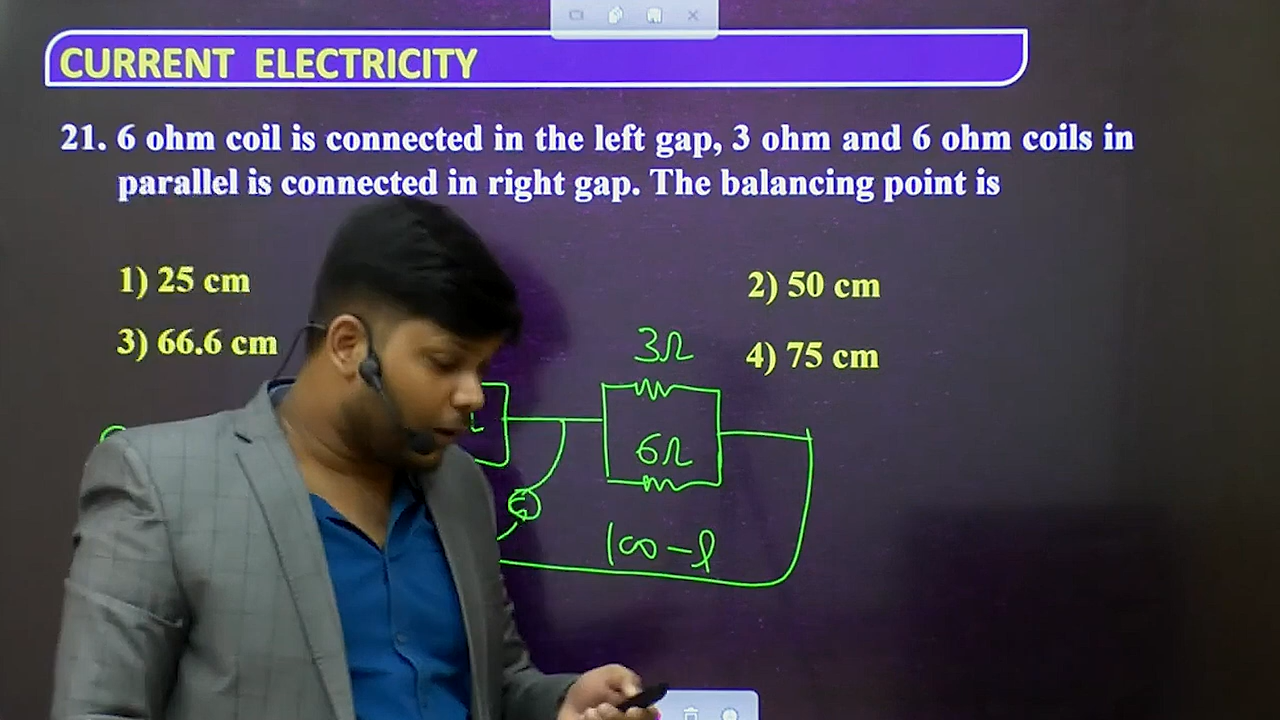 CURRENT ELECTRICITY
21. 6 ohm coil is connected in the left gap, 3 ohm and 6 ohm coils in
parallel is connected in right gap. The balancing point is
1) 25 cm
2) 50 cm
3) 66.6 cm
4) 75 cm
3Ω
6Ω
G
100-l